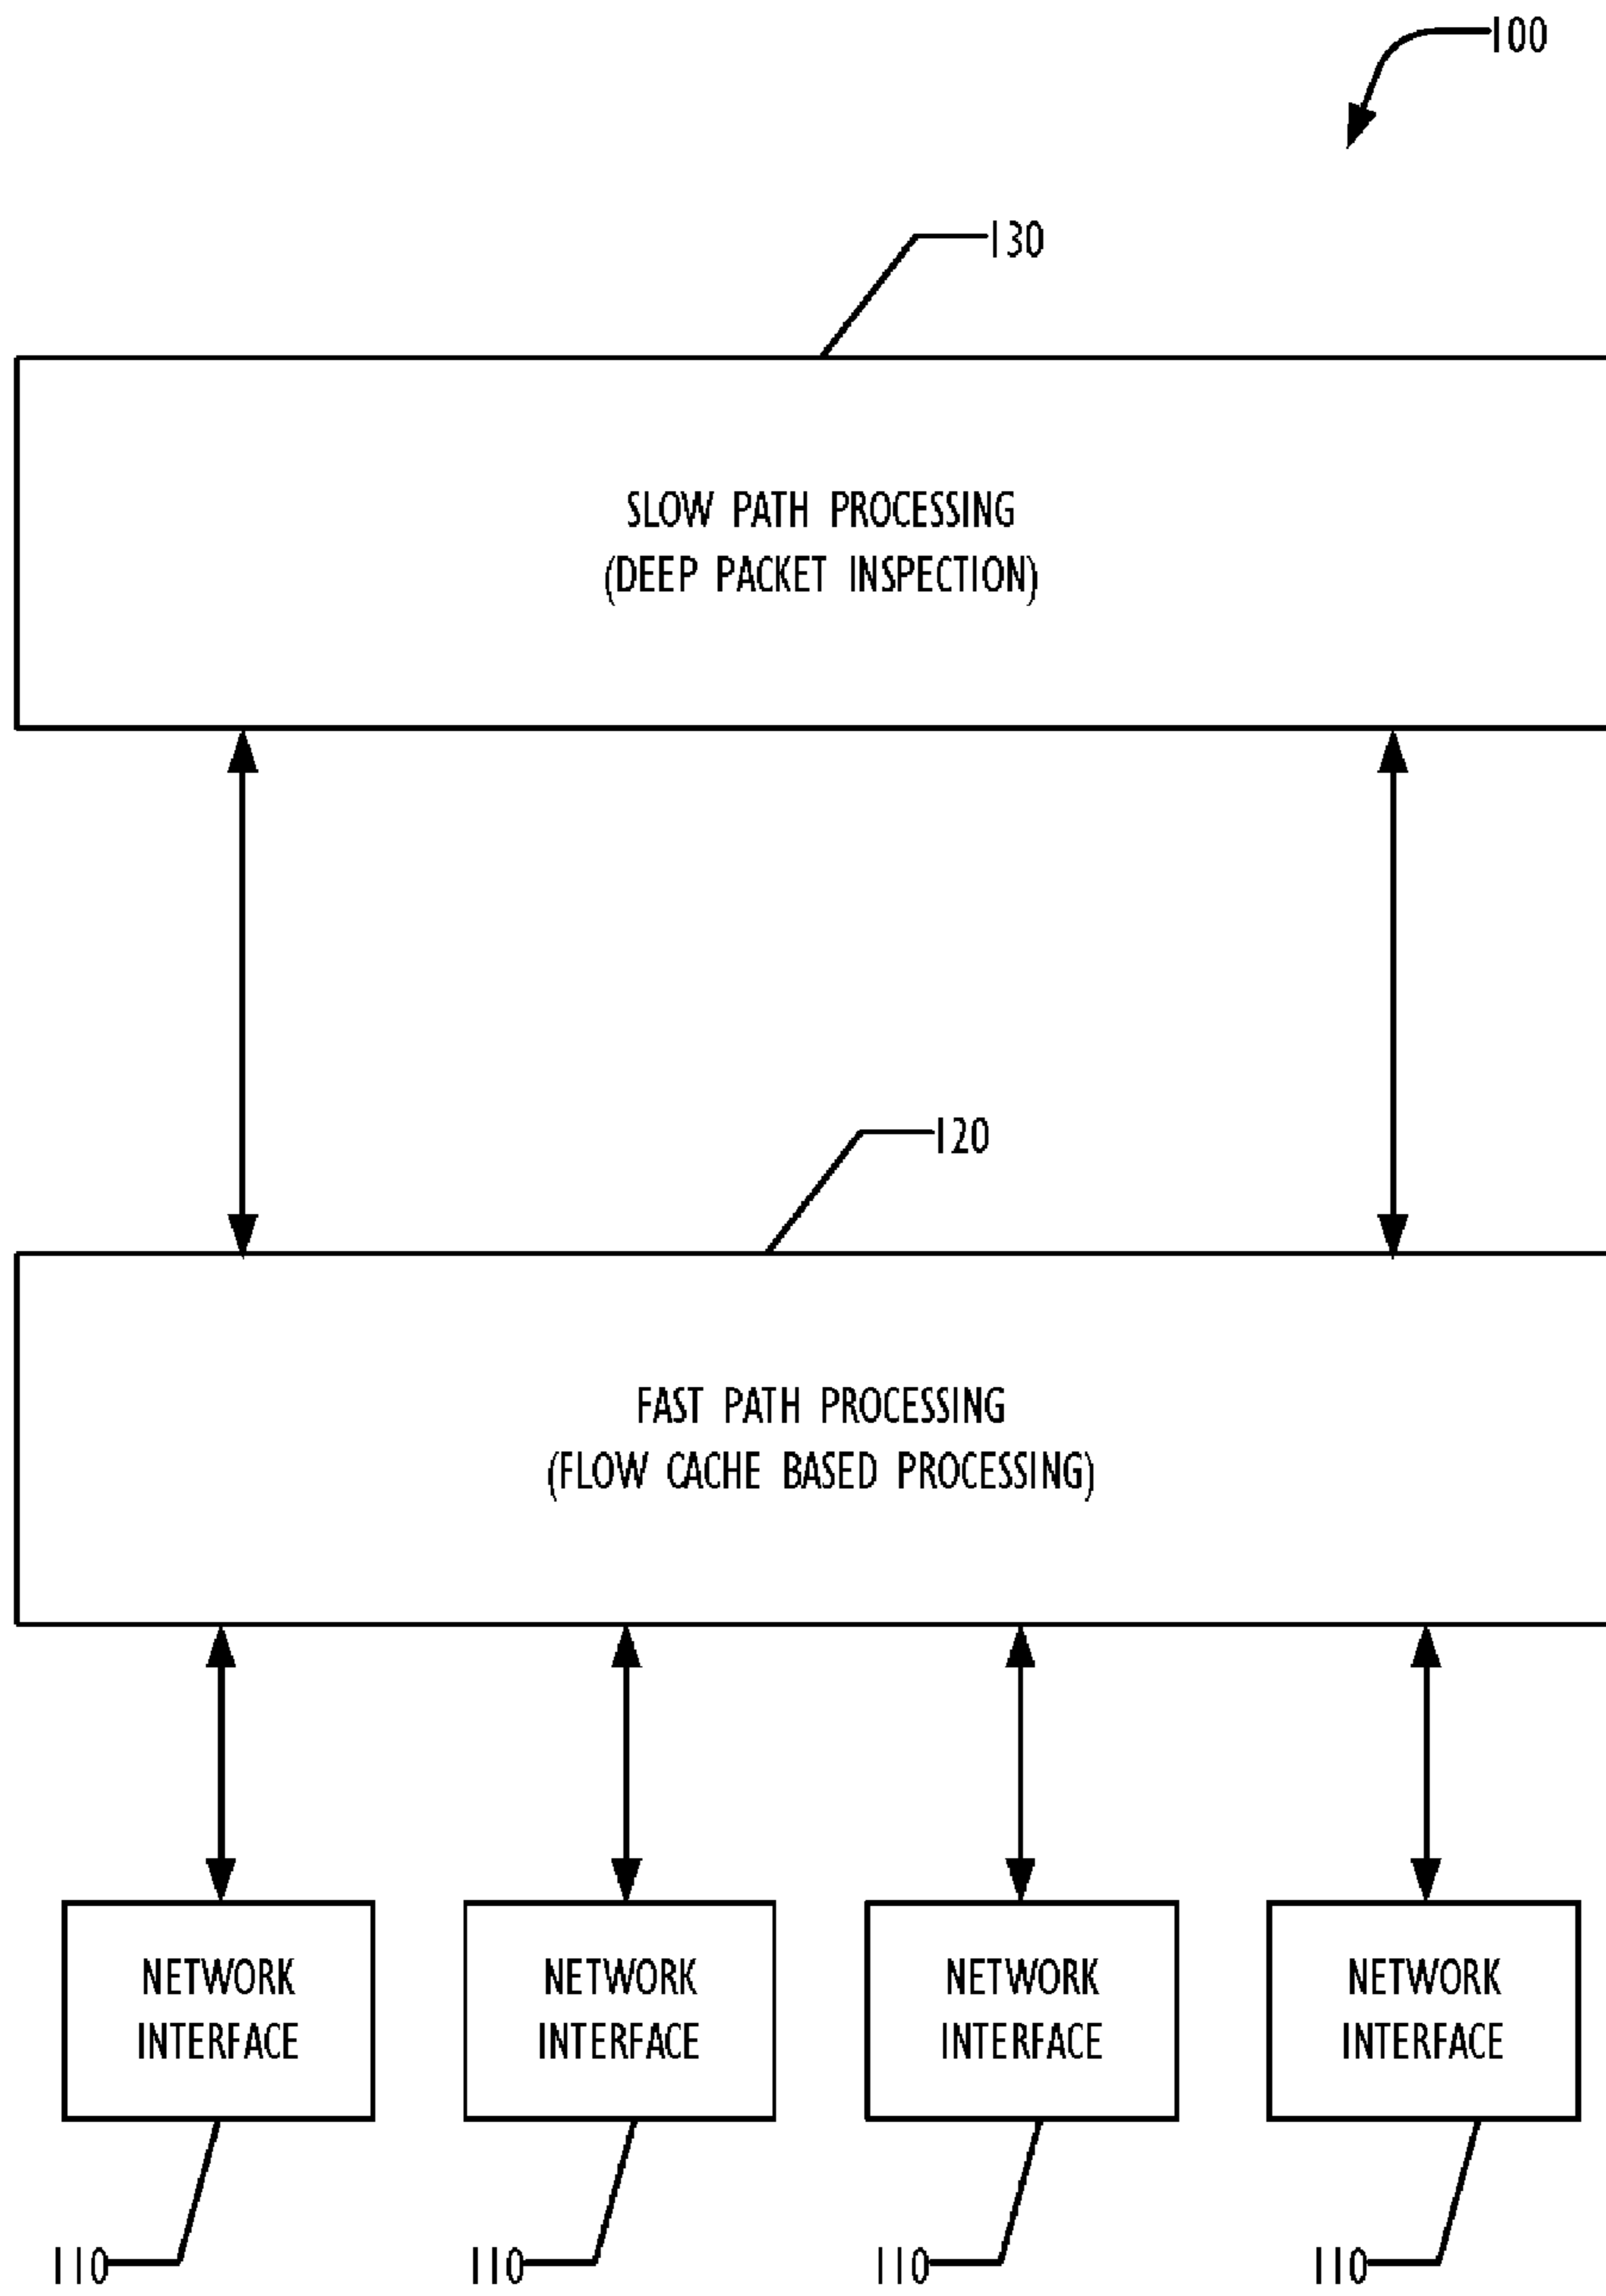 100
130
SLOW PATH PROCESSING
(DEEP PACKET INSPECTION)
120
FAST PATH PROCESSING
(FLOW CACHE BASED PROCESSING)
NETWORK INTERFACE
NETWORK INTERFACE
NETWORK INTERFACE
NETWORK INTERFACE
110 110 110 110